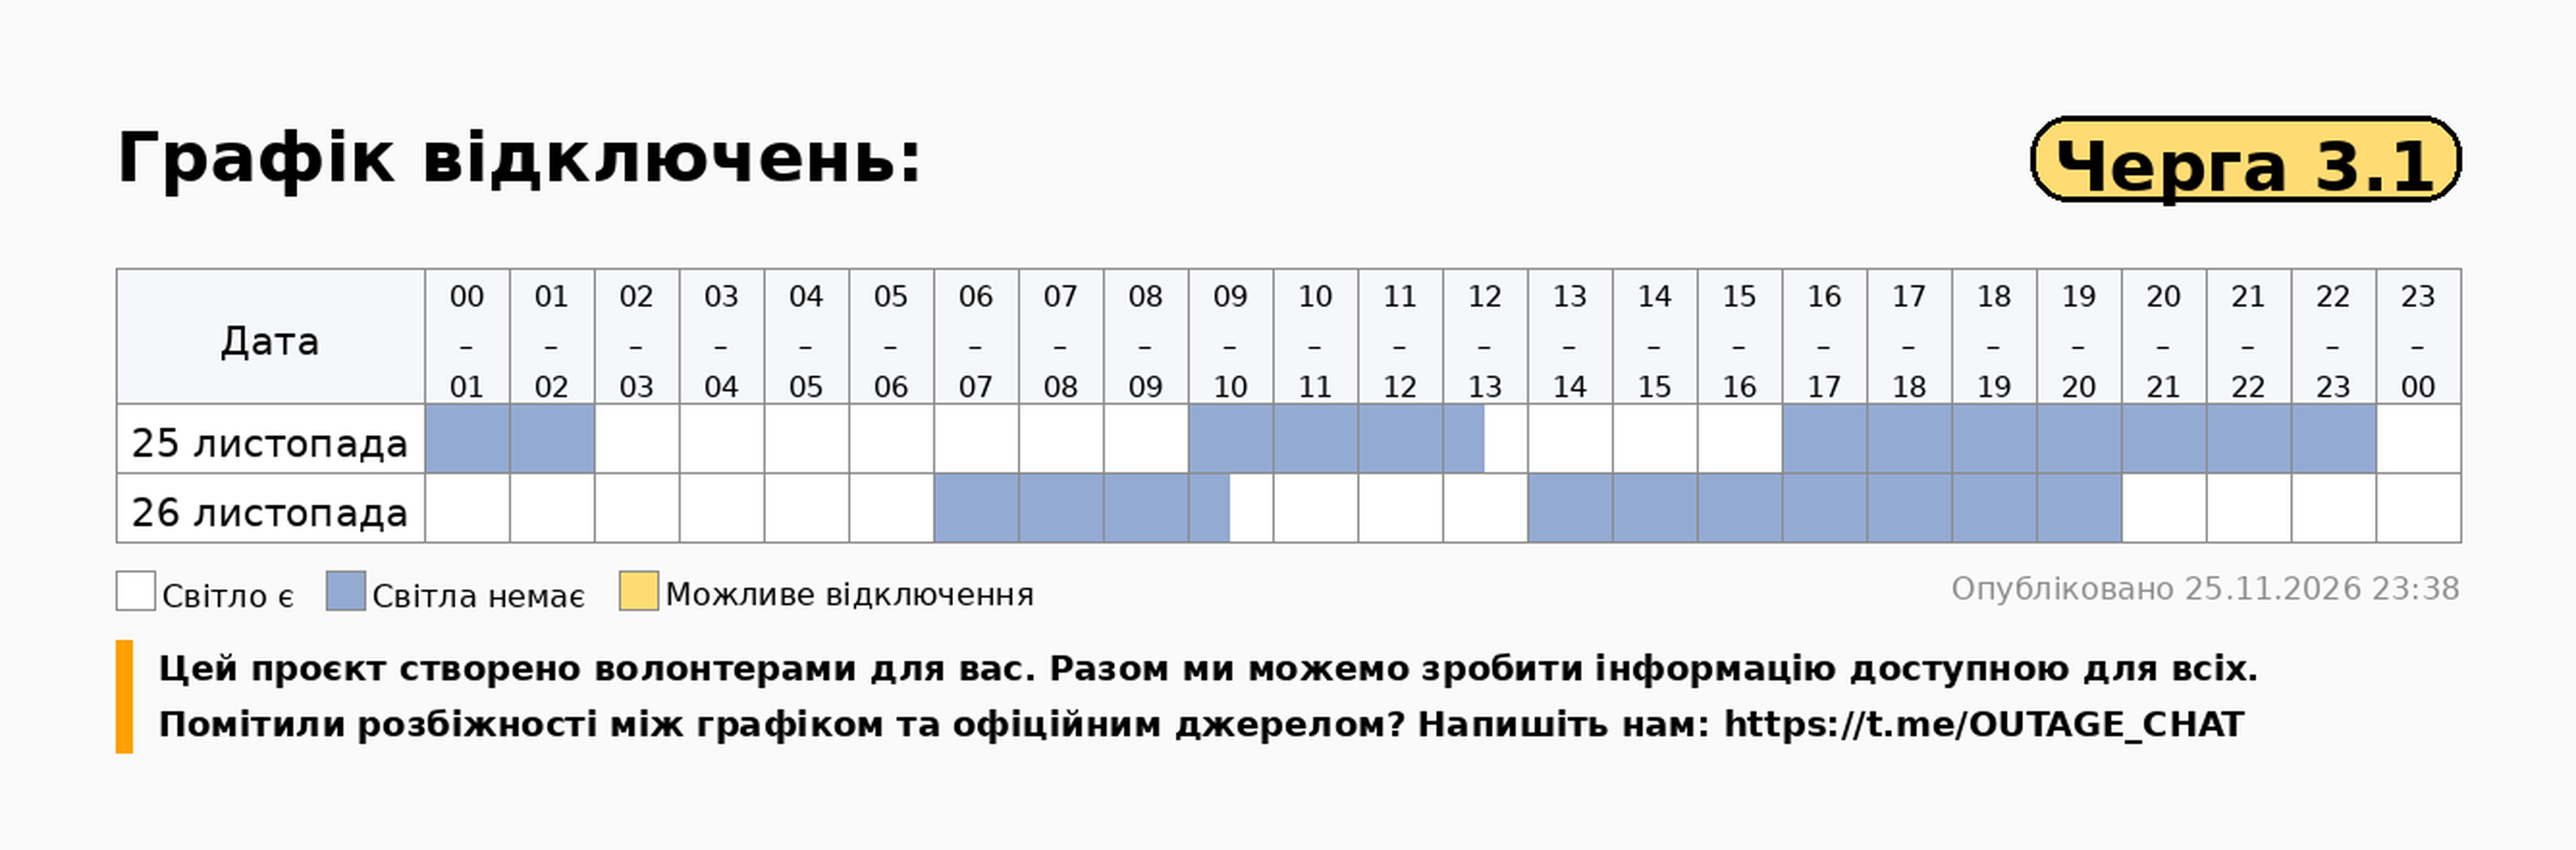 Графік відключень:
Черга 3.1
Дата
00 – 01
01 – 02
02 – 03
03 – 04
04 – 05
05 – 06
06 – 07
07 – 08
08 – 09
09 – 10
10 – 11
11 – 12
12 – 13
13 – 14
14 – 15
15 – 16
16 – 17
17 – 18
18 – 19
19 – 20
20 – 21
21 – 22
22 – 23
23 – 00
25 листопада
26 листопада
Світло є
Світла немає
Можливе відключення
Опубліковано 25.11.2026 23:38
Цей проєкт створено волонтерами для вас. Разом ми можемо зробити інформацію доступною для всіх.
Помітили розбіжності між графіком та офіційним джерелом? Напишіть нам: https://t.me/OUTAGE_CHAT